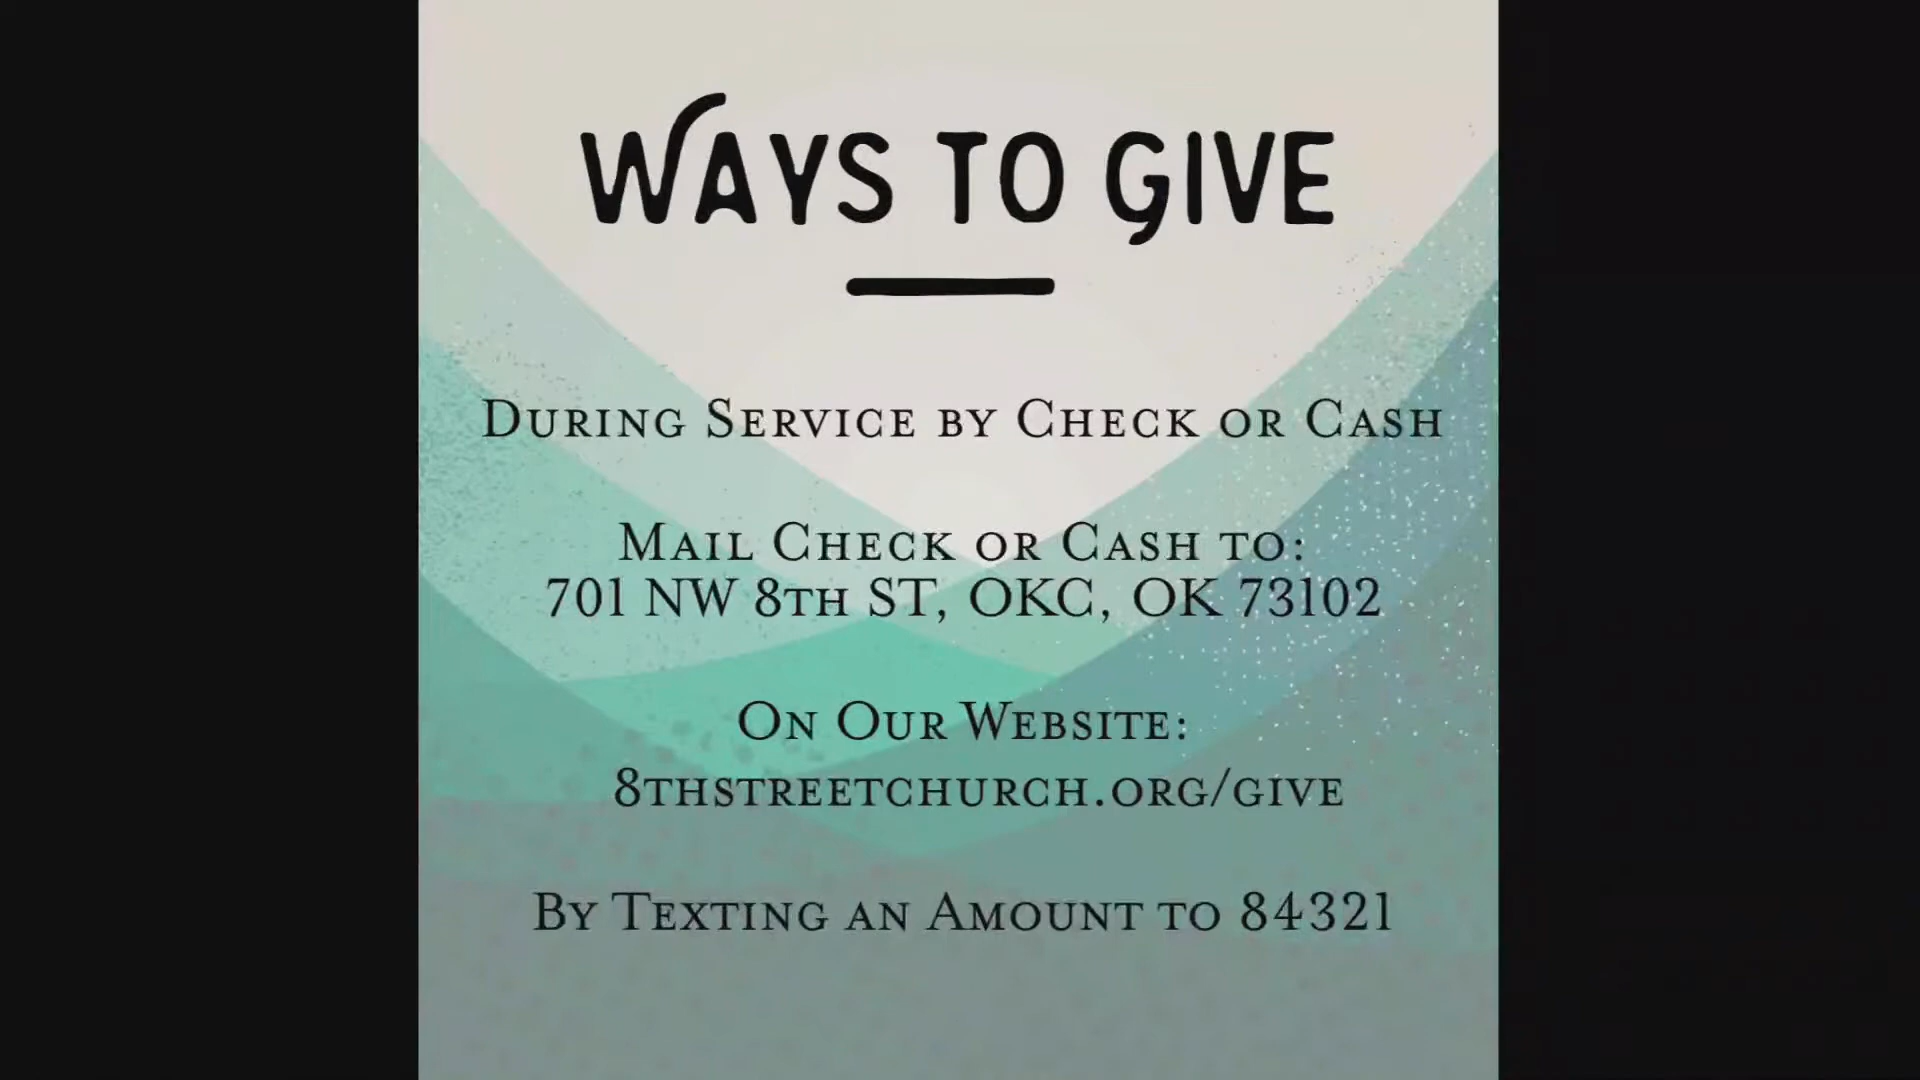 WAYS TO GIVE
DURING SERVICE BY CHECK OR CASH
MAIL CHECK OR CASH TO:
701 NW 8TH ST, OKC, OK 73102
ON OUR WEBSITE:
8THSTREETCHURCH.ORG/GIVE
BY TEXTING AN AMOUNT TO 84321